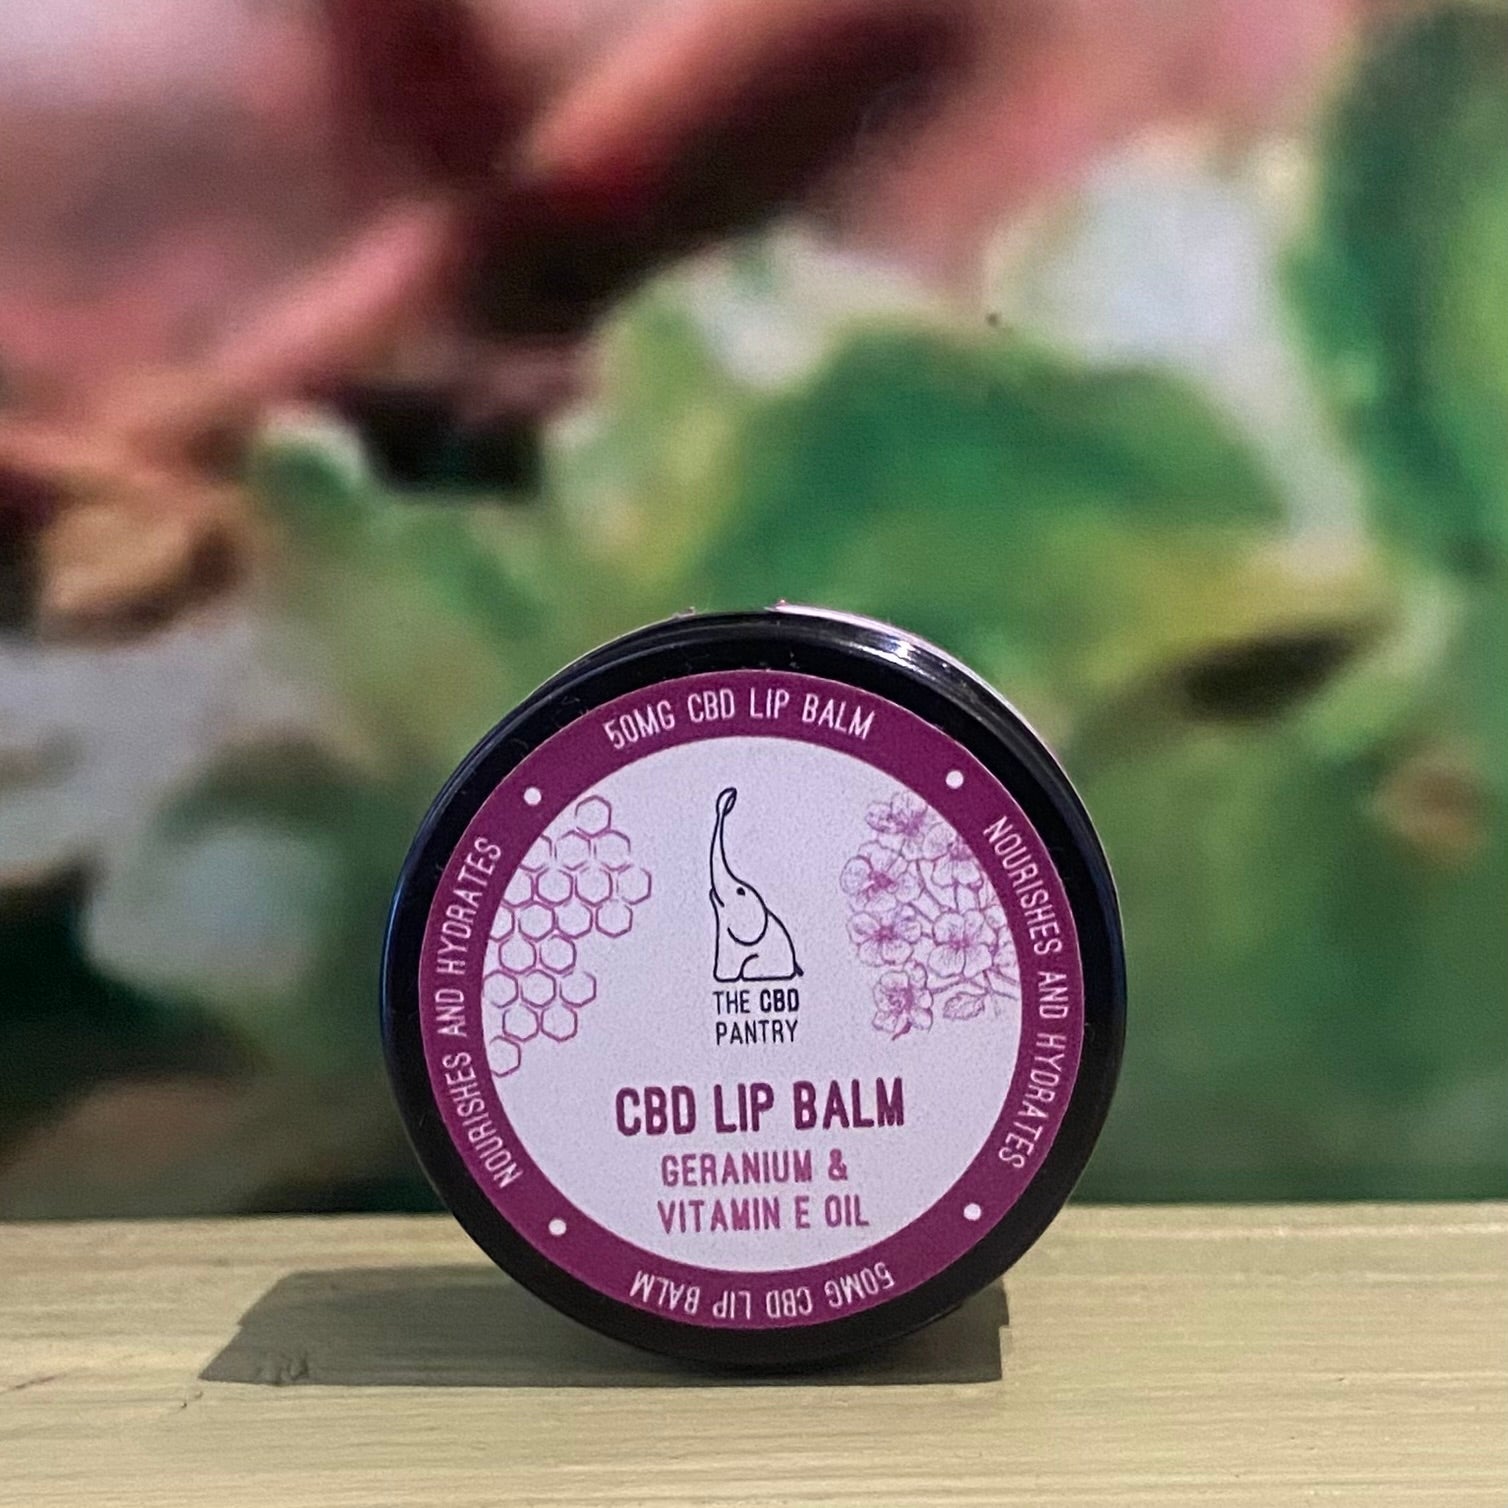 50MG CBD LIP BALM
NOURISHES AND HYDRATES
NOURISHES AND HYDRATES
THE CBD
PANTRY
CBD LIP BALM
GERANIUM &
VITAMIN E OIL
50MG CBD LIP BALM